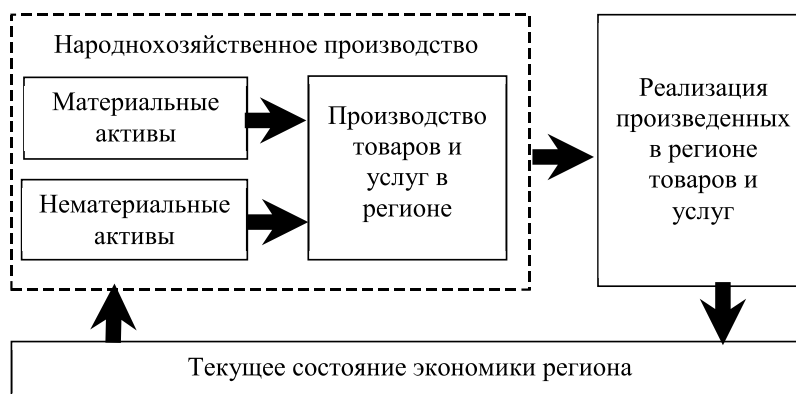 Народнохозяйственное производство
Материальные
активы
Нематериальные
активы
Производство
товаров и
услуг в
регионе
Реализация
произведенных
в регионе
товаров и
услуг
Текущее состояние экономики региона